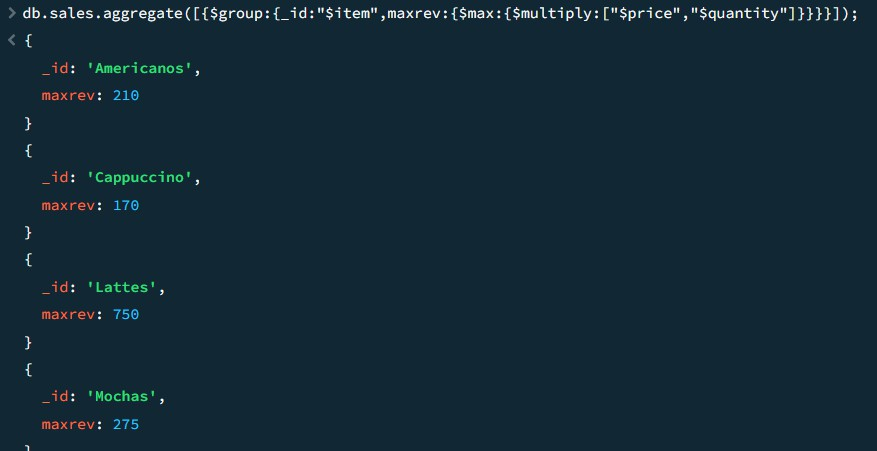 > db.sales.aggregate([{$group:{_id:"$item",maxrev:{$max:{$multiply:["$price","$quantity"]}}}}]);
< {
_id: 'Americanos',
maxrev: 210
}
{
_id: 'Cappuccino',
maxrev: 170
}
{
_id: 'Lattes',
maxrev: 750
}
{
_id: 'Mochas',
maxrev: 275
}